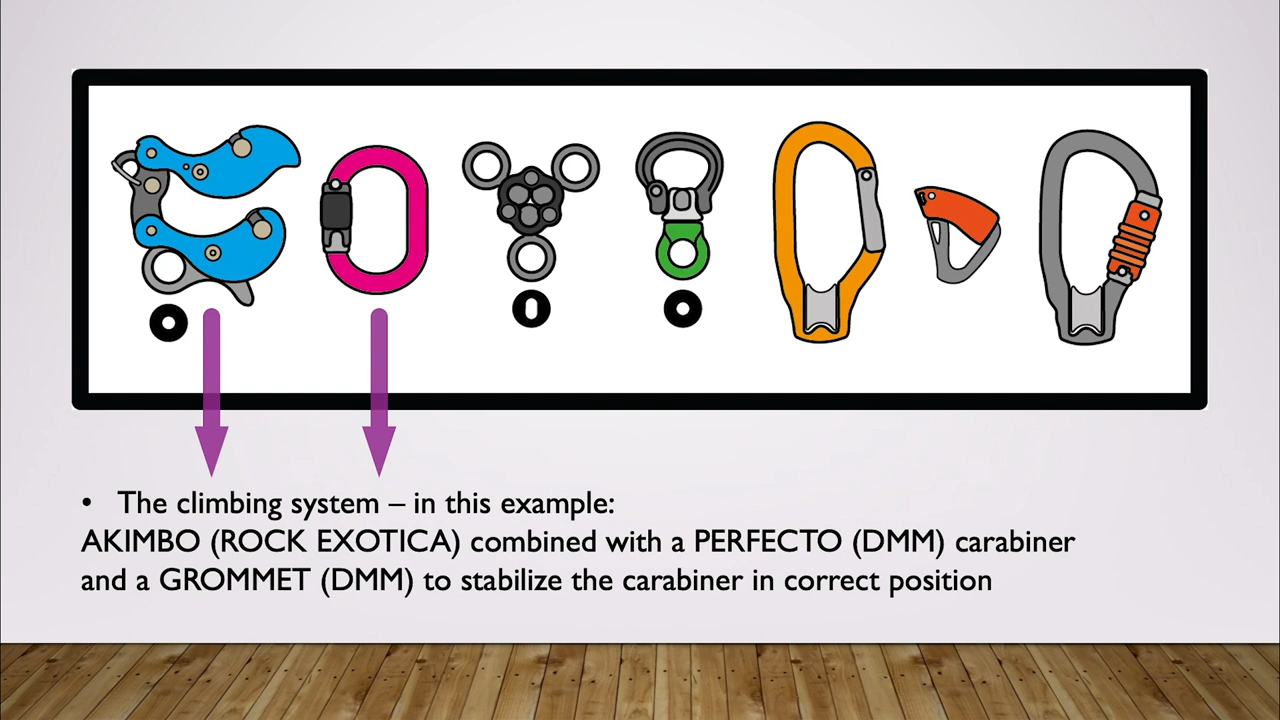 • The climbing system – in this example:
AKIMBO (ROCK EXOTICA) combined with a PERFECTO (DMM) carabiner
and a GROMMET (DMM) to stabilize the carabiner in correct position